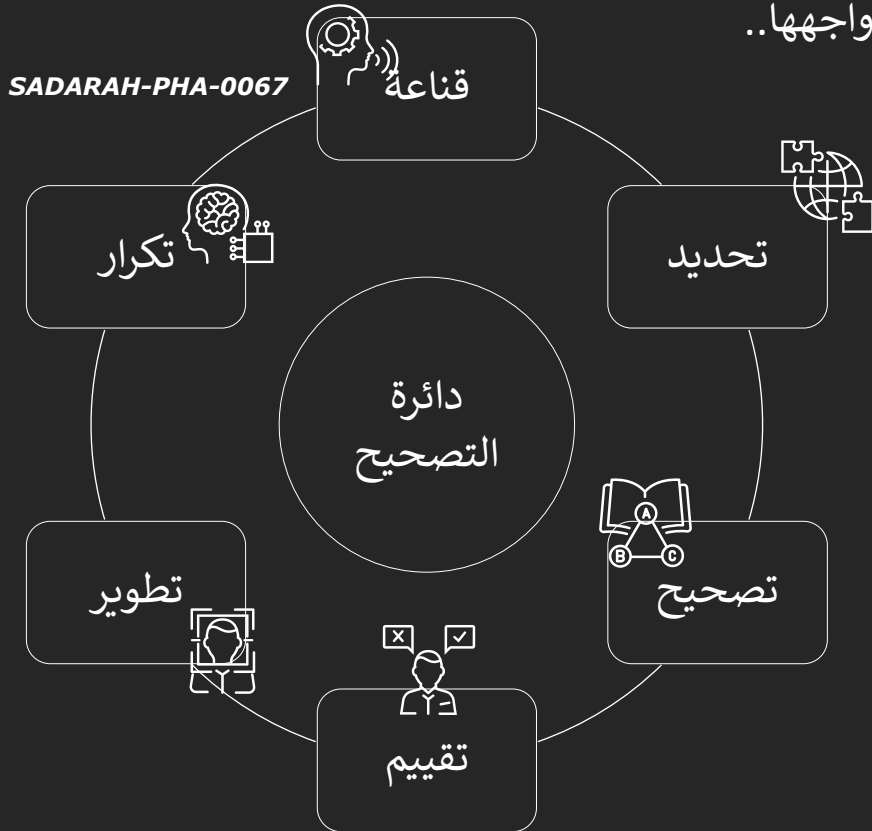 واجهها..
SADARAH-PHA-0067
قناعة
تحديد
تصحيح
تقييم
تطوير
تكرار
دائرة
التصحيح
A
B
C